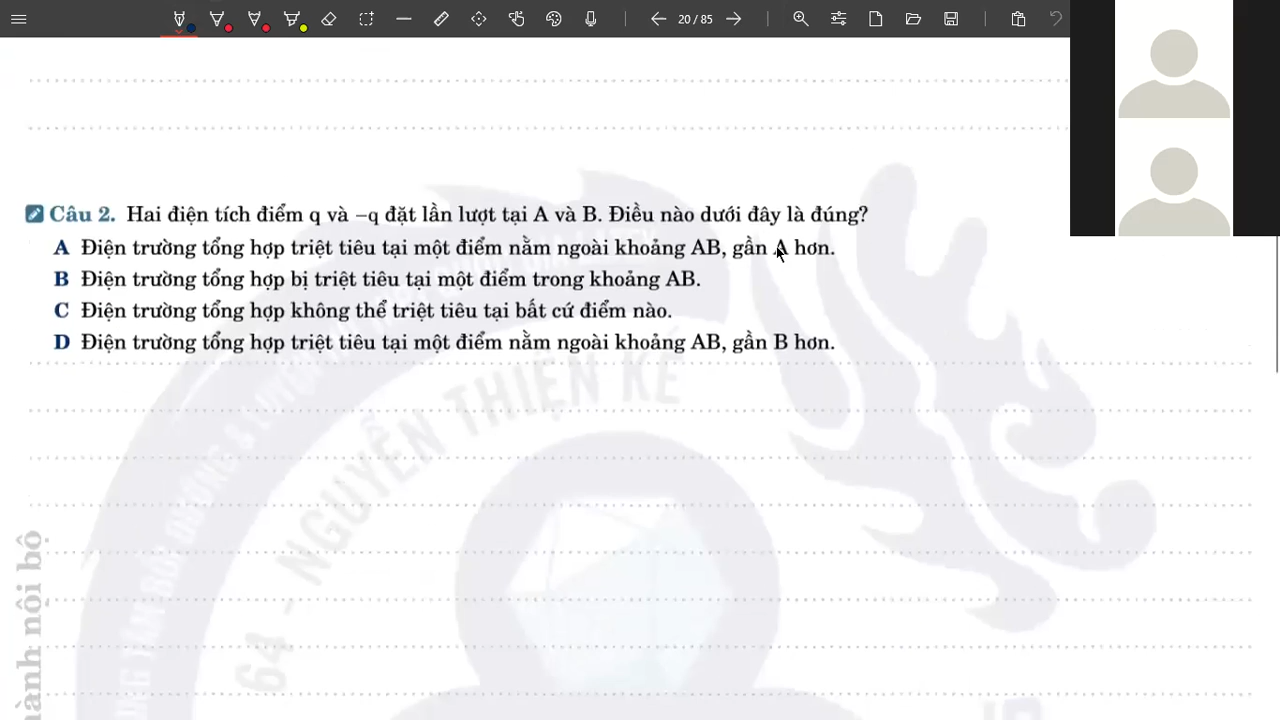 20 / 85
Câu 2. Hai điện tích điểm q và –q đặt lần lượt tại A và B. Điều nào dưới đây là đúng?
A Điện trường tổng hợp triệt tiêu tại một điểm nằm ngoài khoảng AB, gần A hơn.
B Điện trường tổng hợp bị triệt tiêu tại một điểm trong khoảng AB.
C Điện trường tổng hợp không thể triệt tiêu tại bất cứ điểm nào.
D Điện trường tổng hợp triệt tiêu tại một điểm nằm ngoài khoảng AB, gần B hơn.
64 - NGUYỄN THIỆN KẾ
hành nội bộ